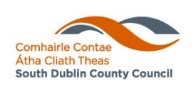 Comhairle Contae
Átha Cliath Theas
South Dublin County Council